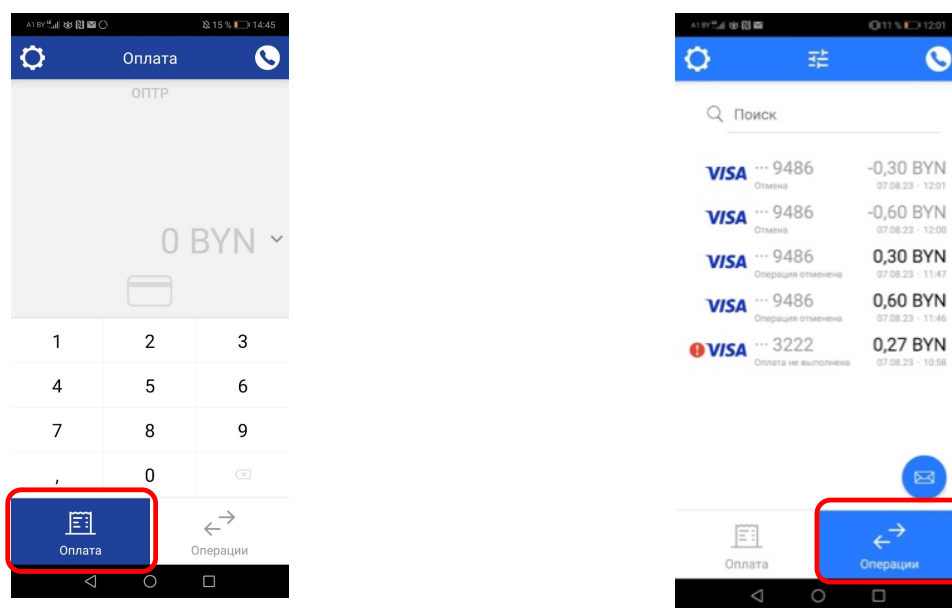 A1 BY 15 % 14:45
Оплата
ОПТР
0 BYN
1 2 3
4 5 6
7 8 9
, 0
Оплата Операции
A1 BY 11 % 12:01
Поиск
VISA ··· 9486 -0,30 BYN
Отмена 07.08.23 - 12:01
VISA ··· 9486 -0,60 BYN
Отмена 07.08.23 - 12:00
VISA ··· 9486 0,30 BYN
Операция отменена 07.08.23 - 11:47
VISA ··· 9486 0,60 BYN
Операция отменена 07.08.23 - 11:46
VISA ··· 3222 0,27 BYN
Оплата не выполнена 07.08.23 - 10:58
Оплата Операции